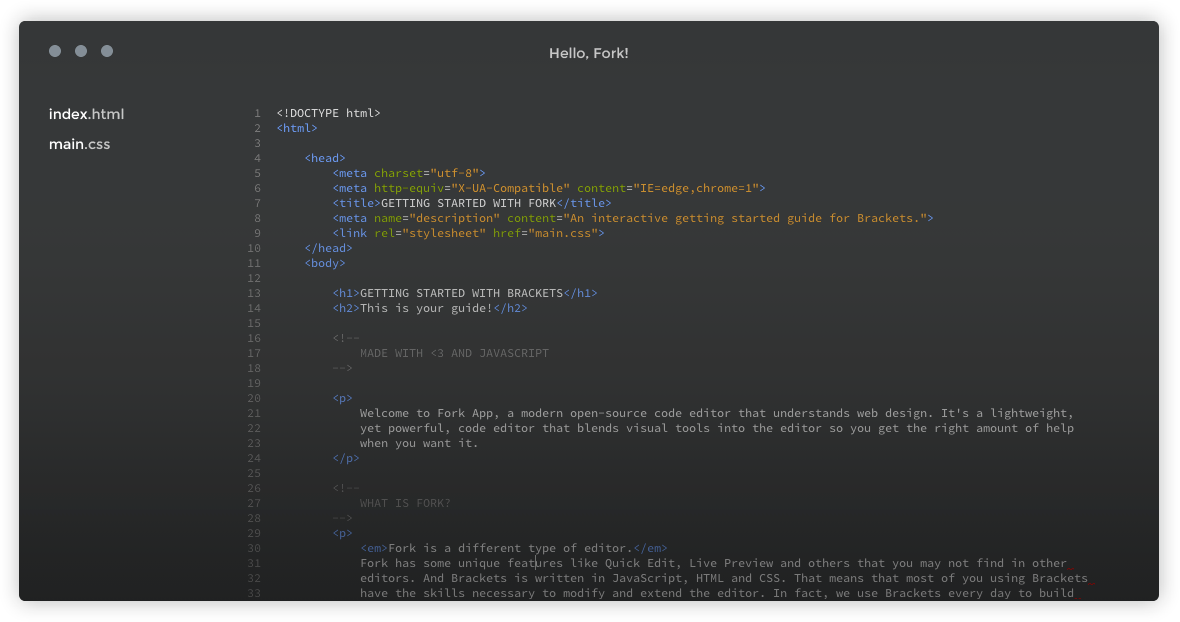 Hello, Fork!
index.html
main.css
1 <!DOCTYPE html>
2 <html>
3
4 <head>
5 <meta charset="utf-8">
6 <meta http-equiv="X-UA-Compatible" content="IE=edge,chrome=1">
7 <title>GETTING STARTED WITH FORK</title>
8 <meta name="description" content="An interactive getting started guide for Brackets.">
9 <link rel="stylesheet" href="main.css">
10 </head>
11 <body>
12
13 <h1>GETTING STARTED WITH BRACKETS</h1>
14 <h2>This is your guide!</h2>
15
16 <!--
17 MADE WITH <3 AND JAVASCRIPT
18 -->
19
20 <p>
21 Welcome to Fork App, a modern open-source code editor that understands web design. It's a lightweight,
22 yet powerful, code editor that blends visual tools into the editor so you get the right amount of help
23 when you want it.
24 </p>
25
26 <!--
27 WHAT IS FORK?
28 -->
29 <p>
30 <em>Fork is a different type of editor.</em>
31 Fork has some unique features like Quick Edit, Live Preview and others that you may not find in other
32 editors. And Brackets is written in JavaScript, HTML and CSS. That means that most of you using Brackets
33 have the skills necessary to modify and extend the editor. In fact, we use Brackets every day to build